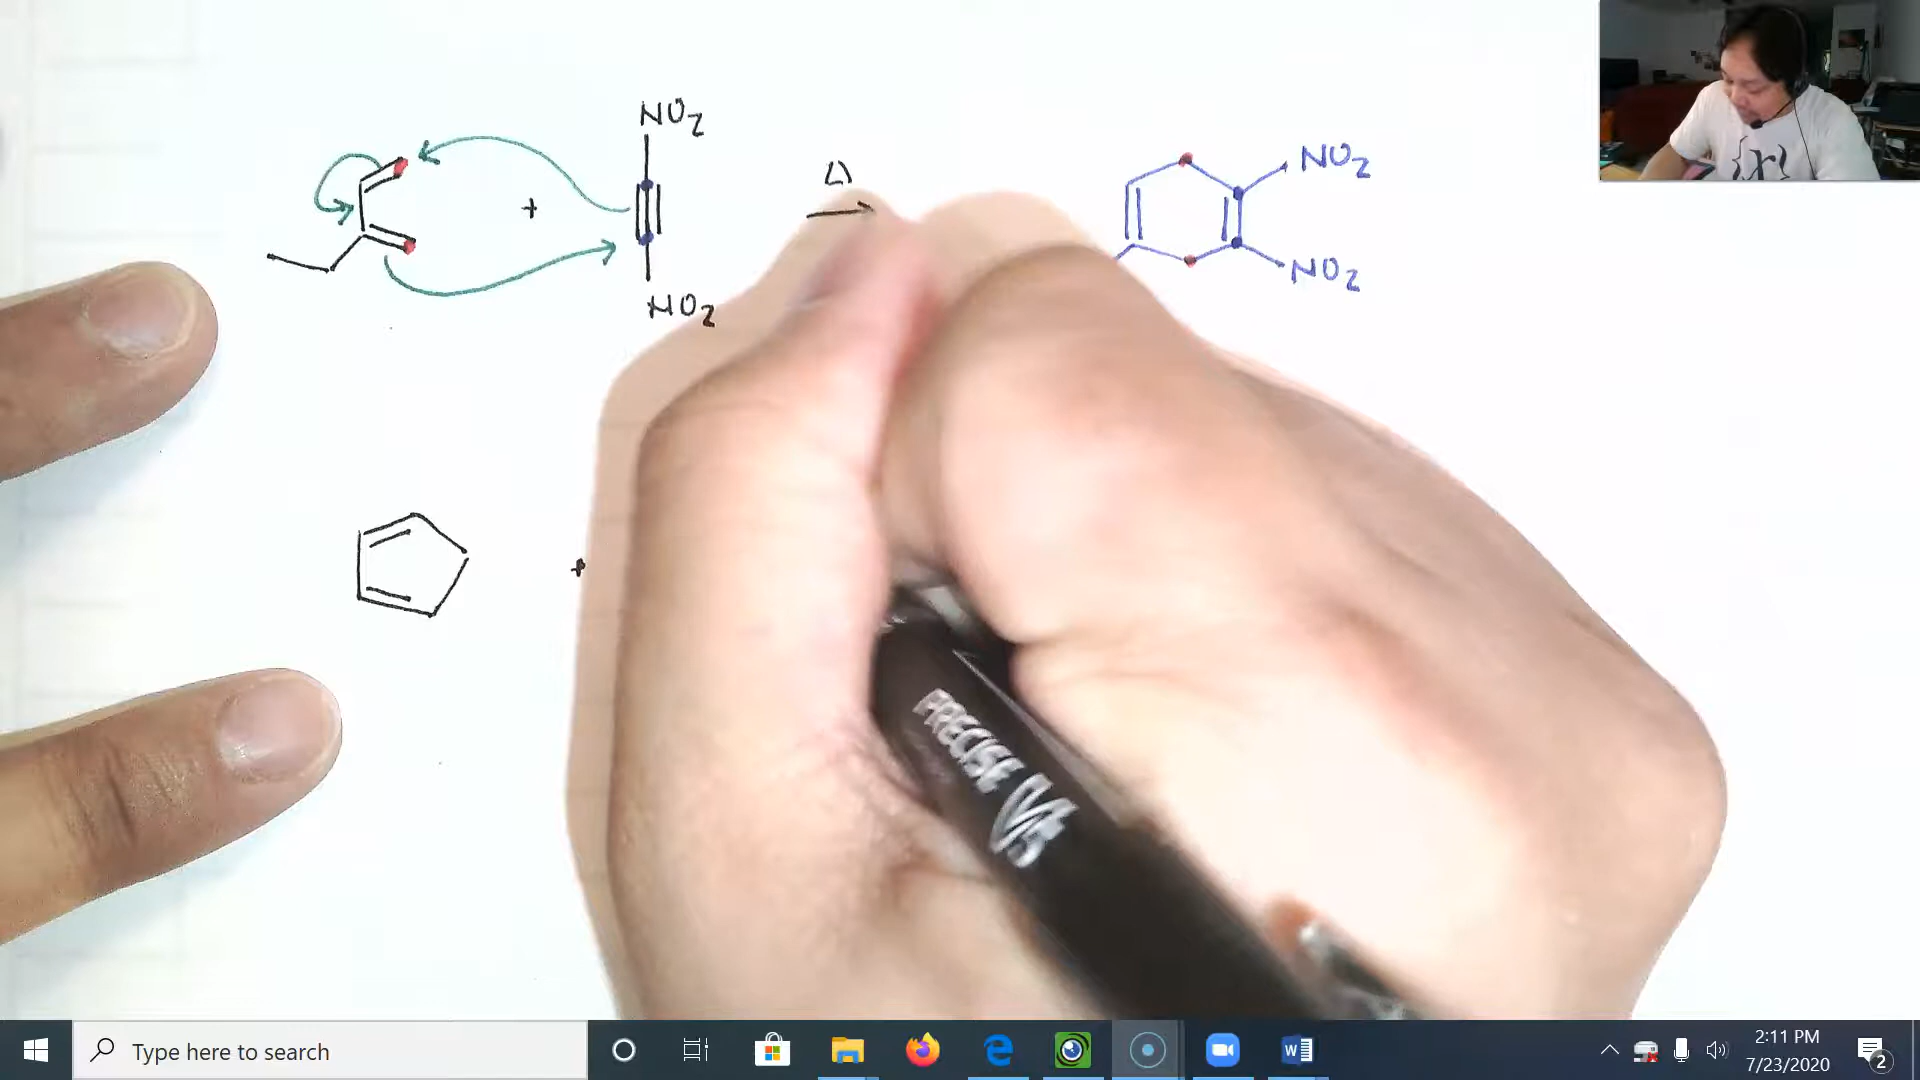 NO2
Δ
NO2
+
NO2
NO2
+
PRECISE V5
{x}
Type here to search
2:11 PM
7/23/2020
2